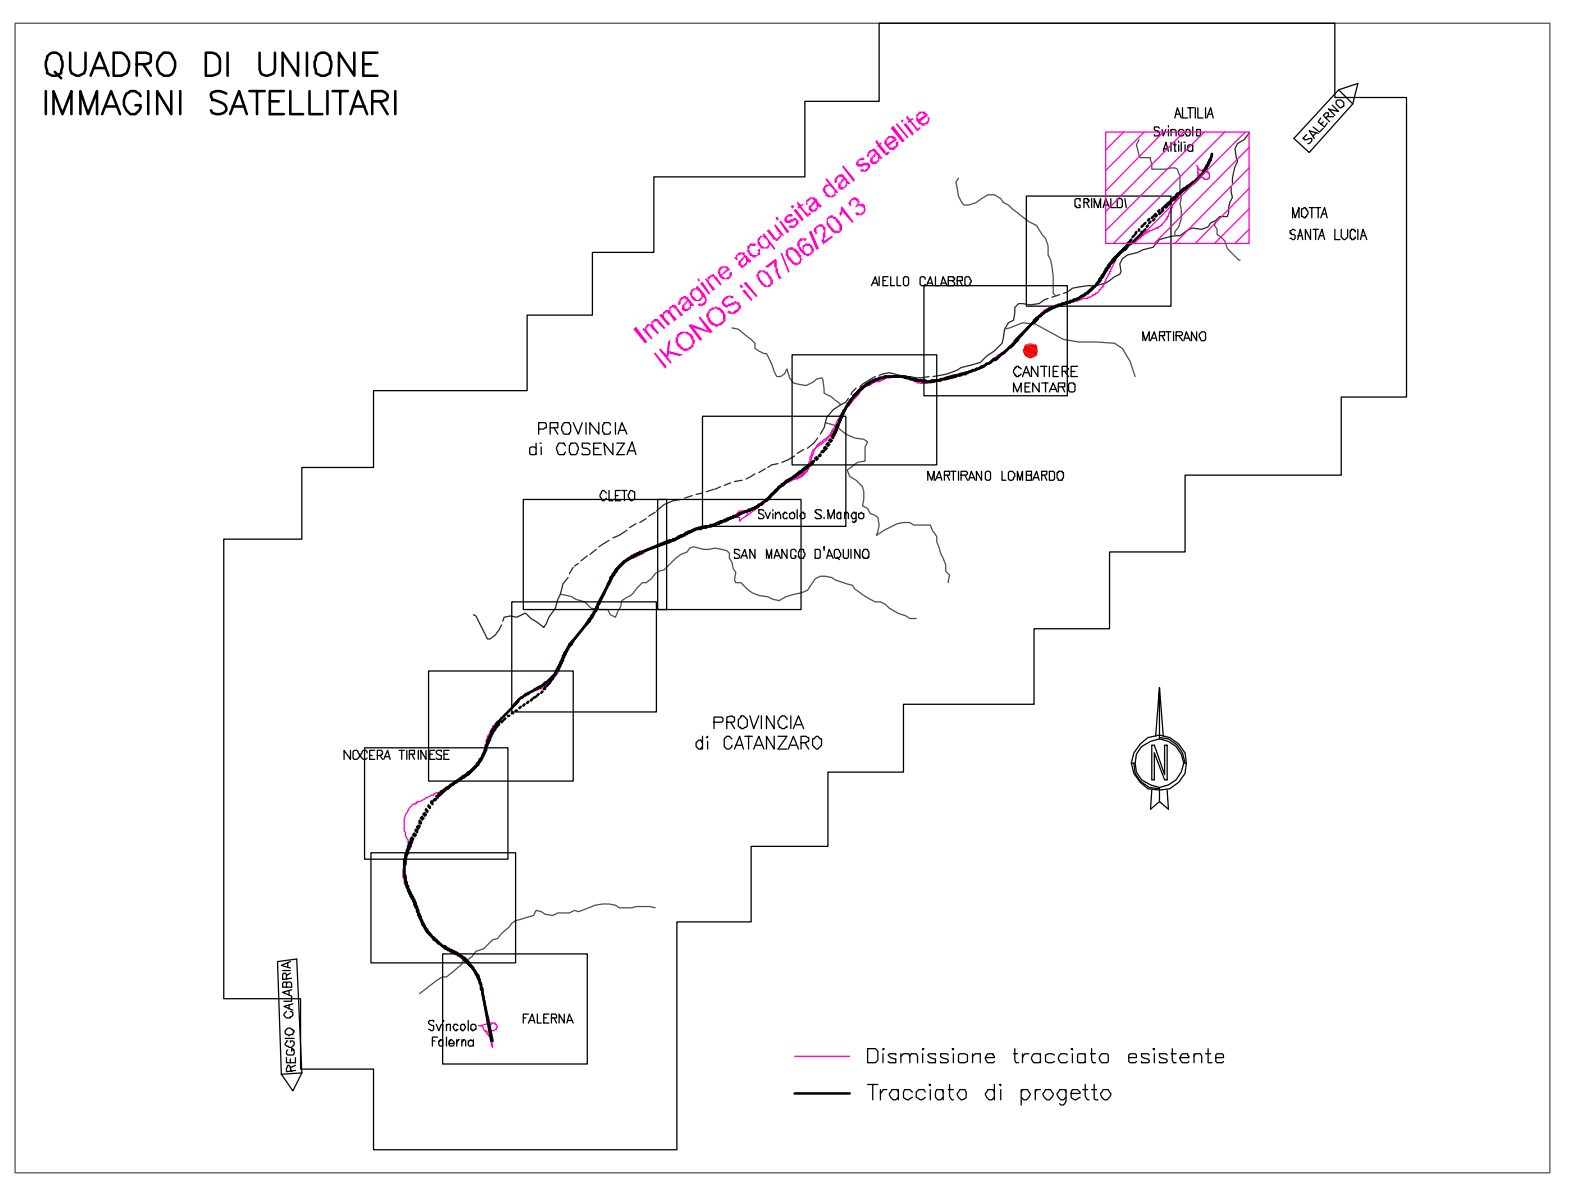 QUADRO DI UNIONE
IMMAGINI SATELLITARI
SALERNO
ALTILIA
Svincolo
Altilia
Immagine acquisita dal satellite
IKONOS il 07/06/2013
GRIMALDI
MOTTA
SANTA LUCIA
AIELLO CALABRO
MARTIRANO
CANTIERE
MENTARO
PROVINCIA
di COSENZA
MARTIRANO LOMBARDO
CLETO
Svincolo S.Mango
SAN MANGO D'AQUINO
PROVINCIA
di CATANZARO
N
NOCERA TIRINESE
REGGIO CALABRIA
Svincolo
Falerna
FALERNA
Dismissione tracciato esistente
Tracciato di progetto